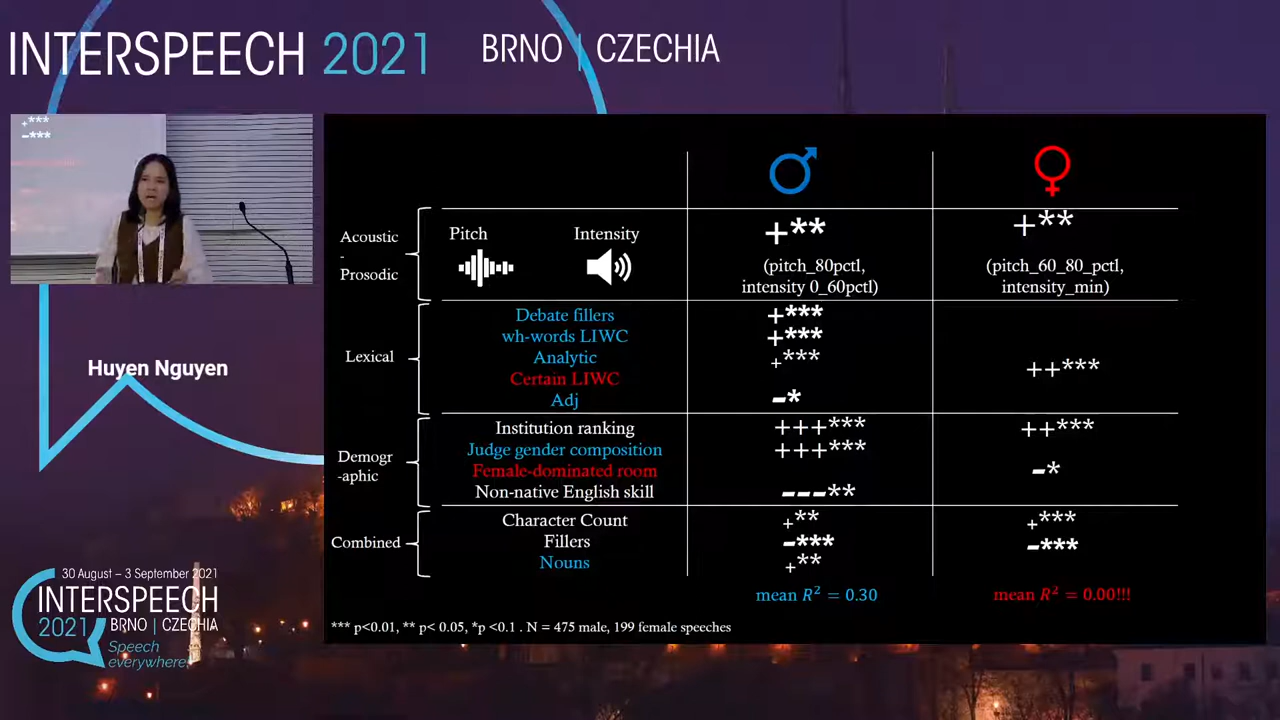 INTERSPEECH 2021
BRNO | CZECHIA
+***
-***
♂
♀
Acoustic
-
Prosodic
Pitch
Intensity
+**
(pitch_80pctl,
intensity 0_60pctl)
+**
(pitch_60_80_pctl,
intensity_min)
Lexical
Debate fillers
+***
wh-words LIWC
+***
Analytic
+***
Certain LIWC
++***
Adj
-*
Demogr
-aphic
Institution ranking
+++***
++***
Judge gender composition
+++***
Female-dominated room
-*
Non-native English skill
---**
Combined
Character Count
+**
+***
Fillers
-***
-***
Nouns
+**
mean R² = 0.30
mean R² = 0.00!!!
*** p<0.01, ** p< 0.05, *p <0.1 . N = 475 male, 199 female speeches
Huyen Nguyen
30 August – 3 September 2021
INTERSPEECH
2021 BRNO | CZECHIA
Speech
everywhere!